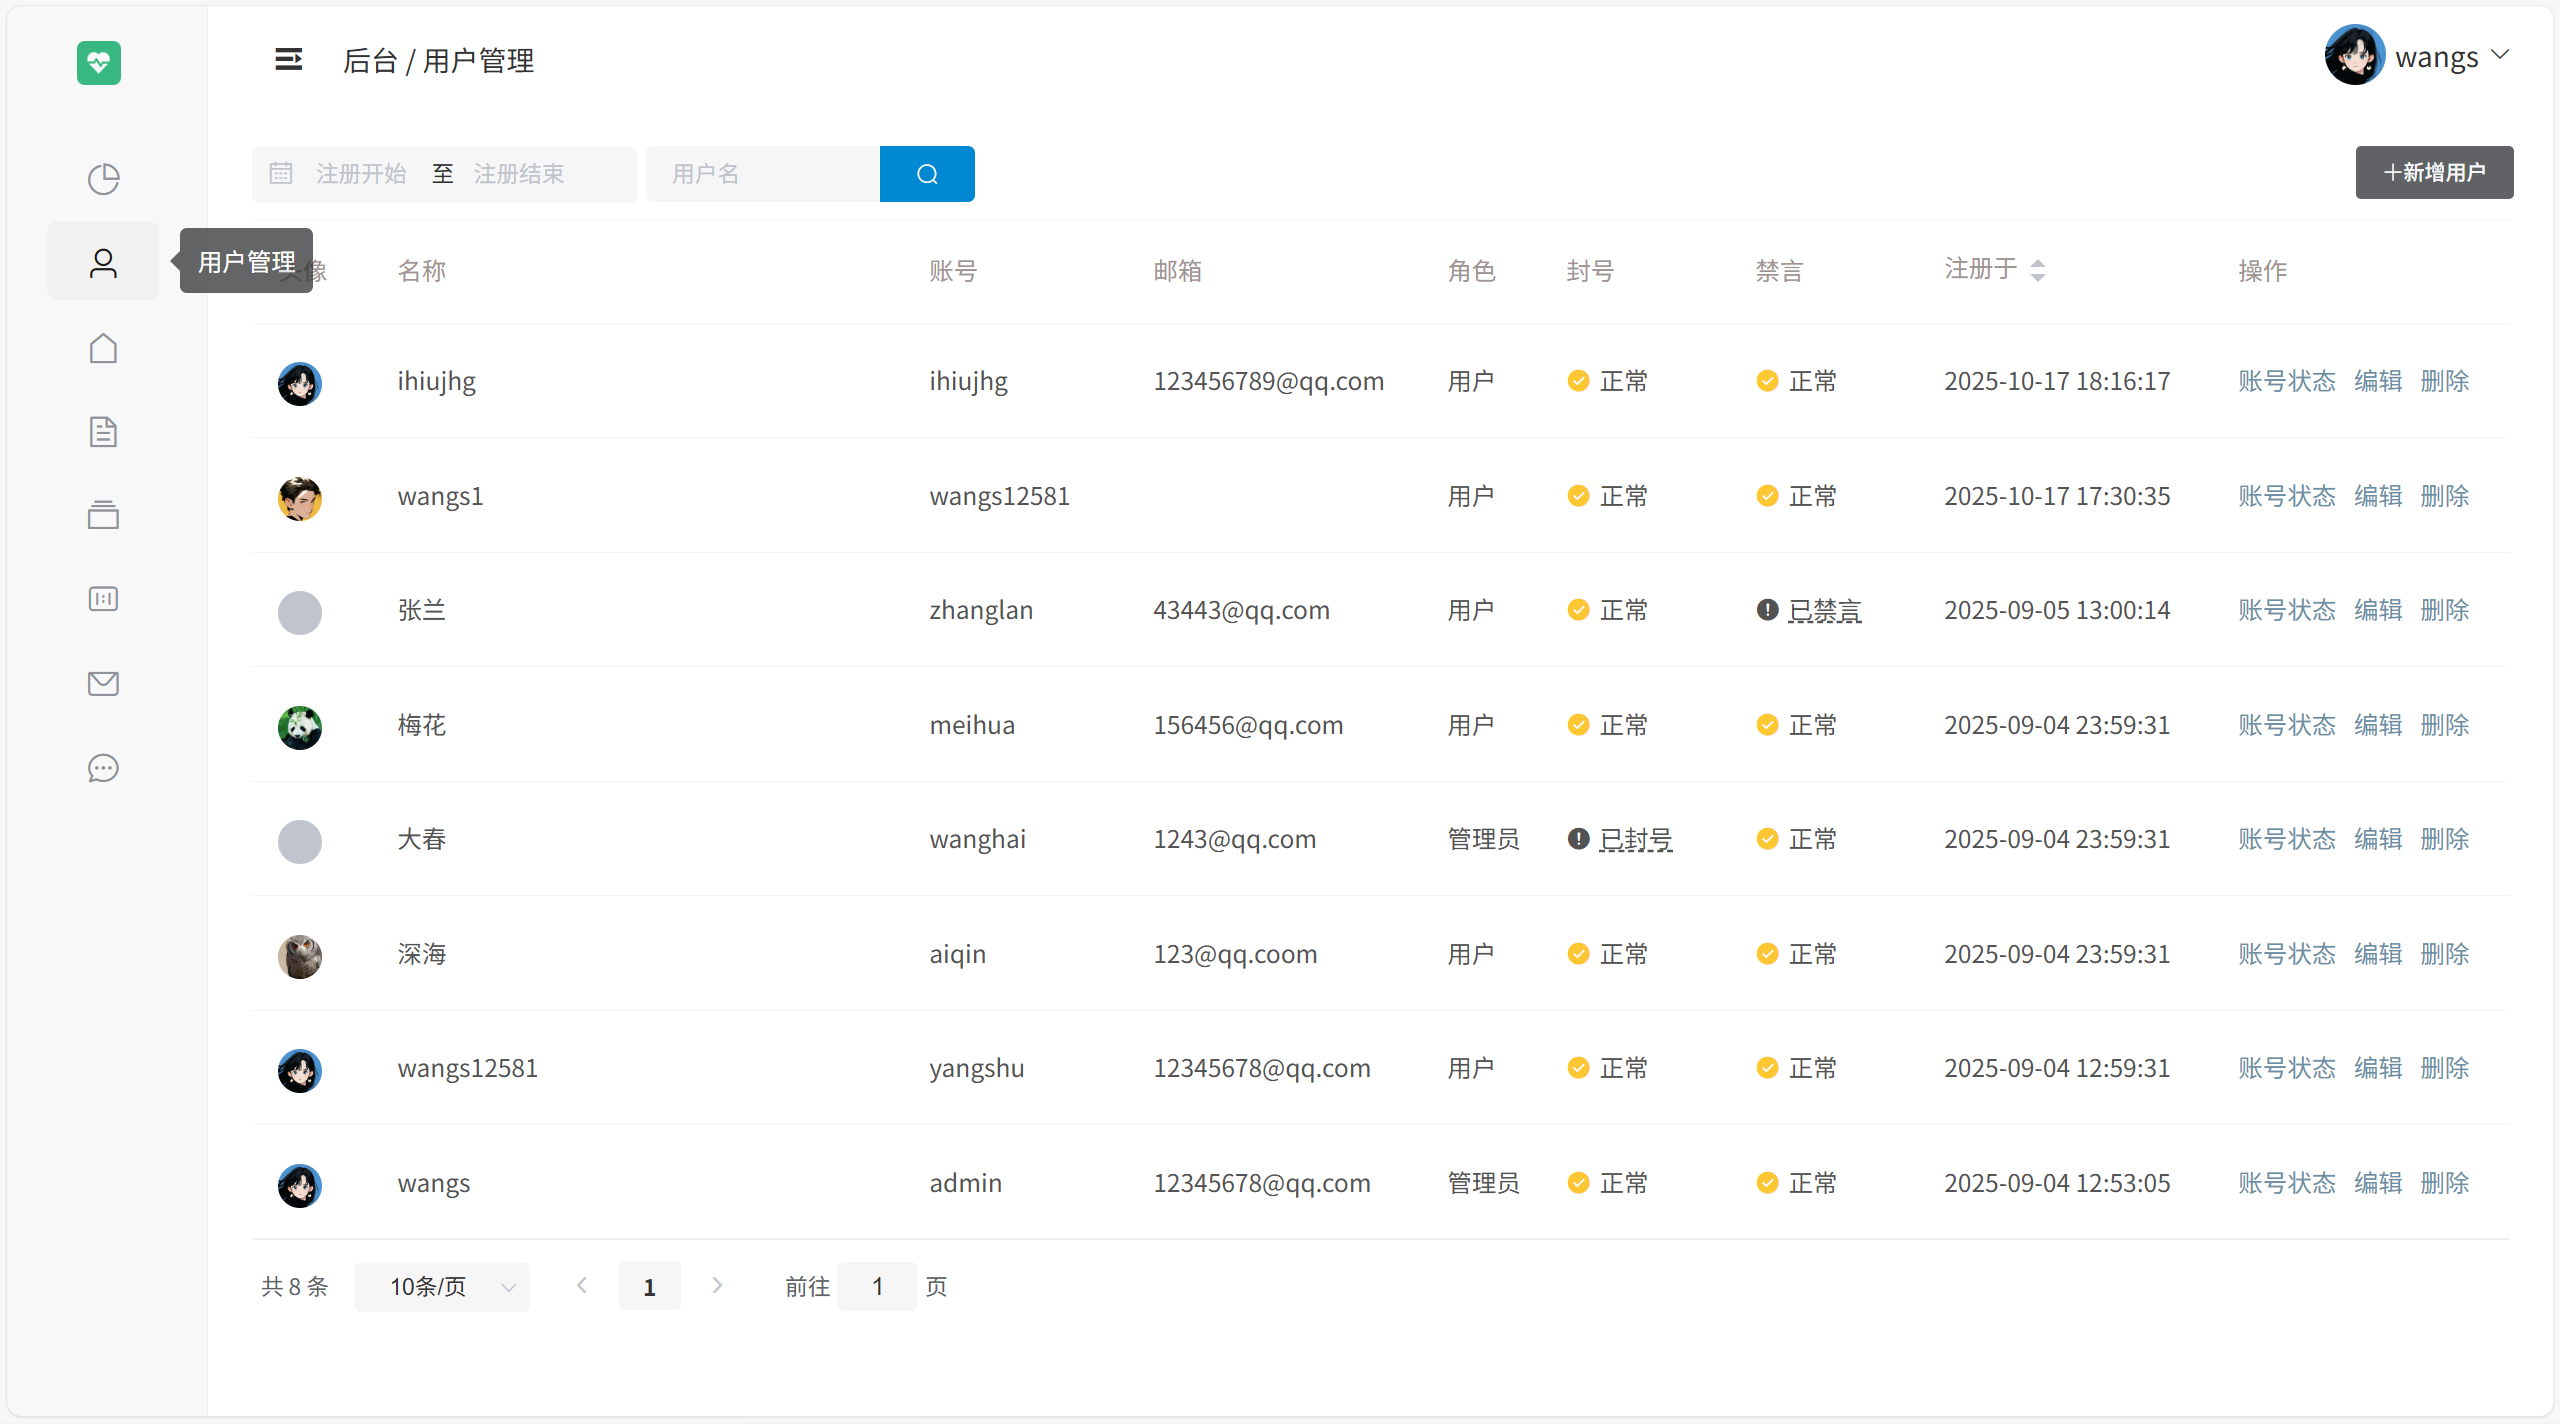 后台 / 用户管理
wangs
注册开始 至 注册结束 用户名
新增用户
用户管理
像 名称 账号 邮箱 角色 封号 禁言 注册于 操作
ihiujhg ihiujhg 123456789@qq.com 用户 正常 正常 2025-10-17 18:16:17 账号状态 编辑 删除
wangs1 wangs12581 用户 正常 正常 2025-10-17 17:30:35 账号状态 编辑 删除
张兰 zhanglan 43443@qq.com 用户 正常 已禁言 2025-09-05 13:00:14 账号状态 编辑 删除
梅花 meihua 156456@qq.com 用户 正常 正常 2025-09-04 23:59:31 账号状态 编辑 删除
大春 wanghai 1243@qq.com 管理员 已封号 正常 2025-09-04 23:59:31 账号状态 编辑 删除
深海 aiqin 123@qq.coom 用户 正常 正常 2025-09-04 23:59:31 账号状态 编辑 删除
wangs12581 yangshu 12345678@qq.com 用户 正常 正常 2025-09-04 12:59:31 账号状态 编辑 删除
wangs admin 12345678@qq.com 管理员 正常 正常 2025-09-04 12:53:05 账号状态 编辑 删除
共 8 条 10条/页 1 前往 1 页